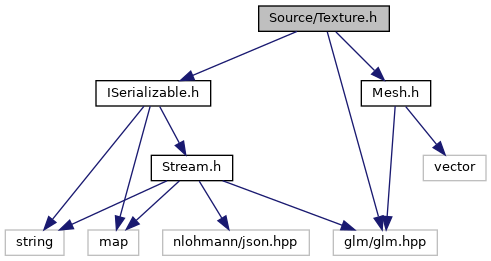 Source/Texture.h
ISerializable.h
Mesh.h
Stream.h
vector
string
map
nlohmann/json.hpp
glm/glm.hpp